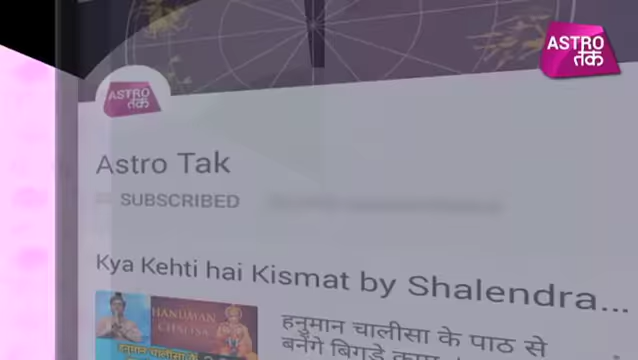 ASTRO
तक
ASTRO
तक
Astro Tak
SUBSCRIBED
Kya Kehti hai Kismat by Shalendra...
HANUMAN
CHALISA
हनुमान चालीसा के पाठ से
बनेंगे बिगड़े काम